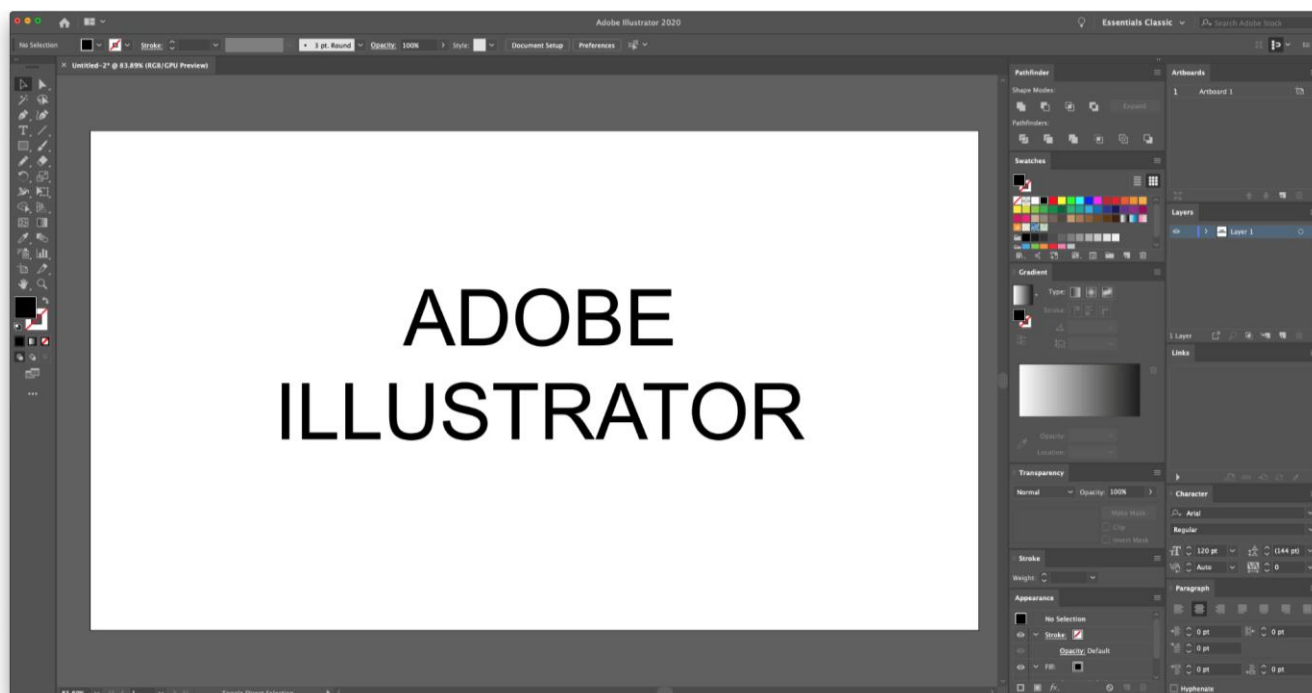 Adobe Illustrator 2020
Essentials Classic
Search Adobe Stock
No Selection
Stroke:
3 pt. Round
Opacity: 100%
Style:
Document Setup
Preferences
× Untitled-2* @ 83.89% (RGB/GPU Preview)
ADOBE
ILLUSTRATOR
Pathfinder
Shape Modes:
Expand
Pathfinders:
Swatches
Gradient
Type:
Stroke:
Opacity:
Location:
Transparency
Normal
Opacity: 100%
Make Mask
Clip
Invert Mask
Stroke
Weight:
Appearance
No Selection
Stroke:
Opacity: Default
Fill:
Artboards
1 Artboard 1
Layers
Layer 1
1 Layer
Links
Character
Arial
Regular
120 pt
(144 pt)
Auto
0
Paragraph
0 pt
0 pt
0 pt
0 pt
0 pt
Hyphenate